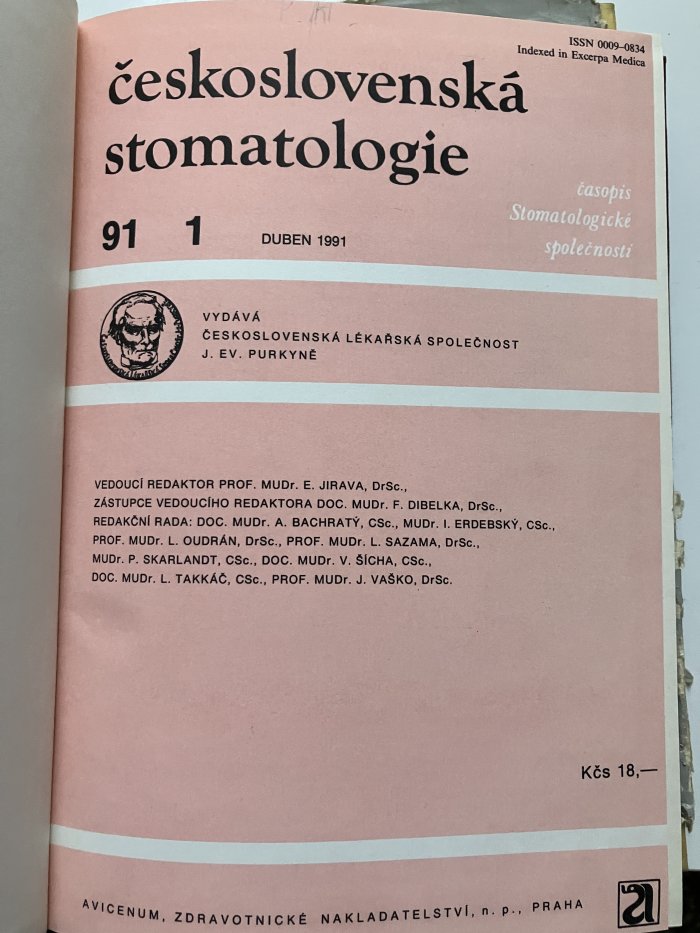 ISSN 0009–0834
Indexed in Excerpa Medica
československá
stomatologie
časopis
Stomatologické
společnosti
91 1 DUBEN 1991
VYDÁVÁ
ČESKOSLOVENSKÁ LÉKAŘSKÁ SPOLEČNOST
J. EV. PURKYNĚ
VEDOUCÍ REDAKTOR PROF. MUDr. E. JIRAVA, DrSc.,
ZÁSTUPCE VEDOUCÍHO REDAKTORA DOC. MUDr. F. DIBELKA, DrSc.,
REDAKČNÍ RADA: DOC. MUDr. A. BACHRATÝ, CSc., MUDr. I. ERDEBSKÝ, CSc.,
PROF. MUDr. L. OUDRÁN, DrSc., PROF. MUDr. L. SAZAMA, DrSc.,
MUDr. P. SKARLANDT, CSc., DOC. MUDr. V. ŠÍCHA, CSc.,
DOC. MUDr. L. TAKKÁČ, CSc., PROF. MUDr. J. VAŠKO, DrSc.
Kčs 18,—
AVICENUM, ZDRAVOTNICKÉ NAKLADATELSTVÍ, n. p., PRAHA